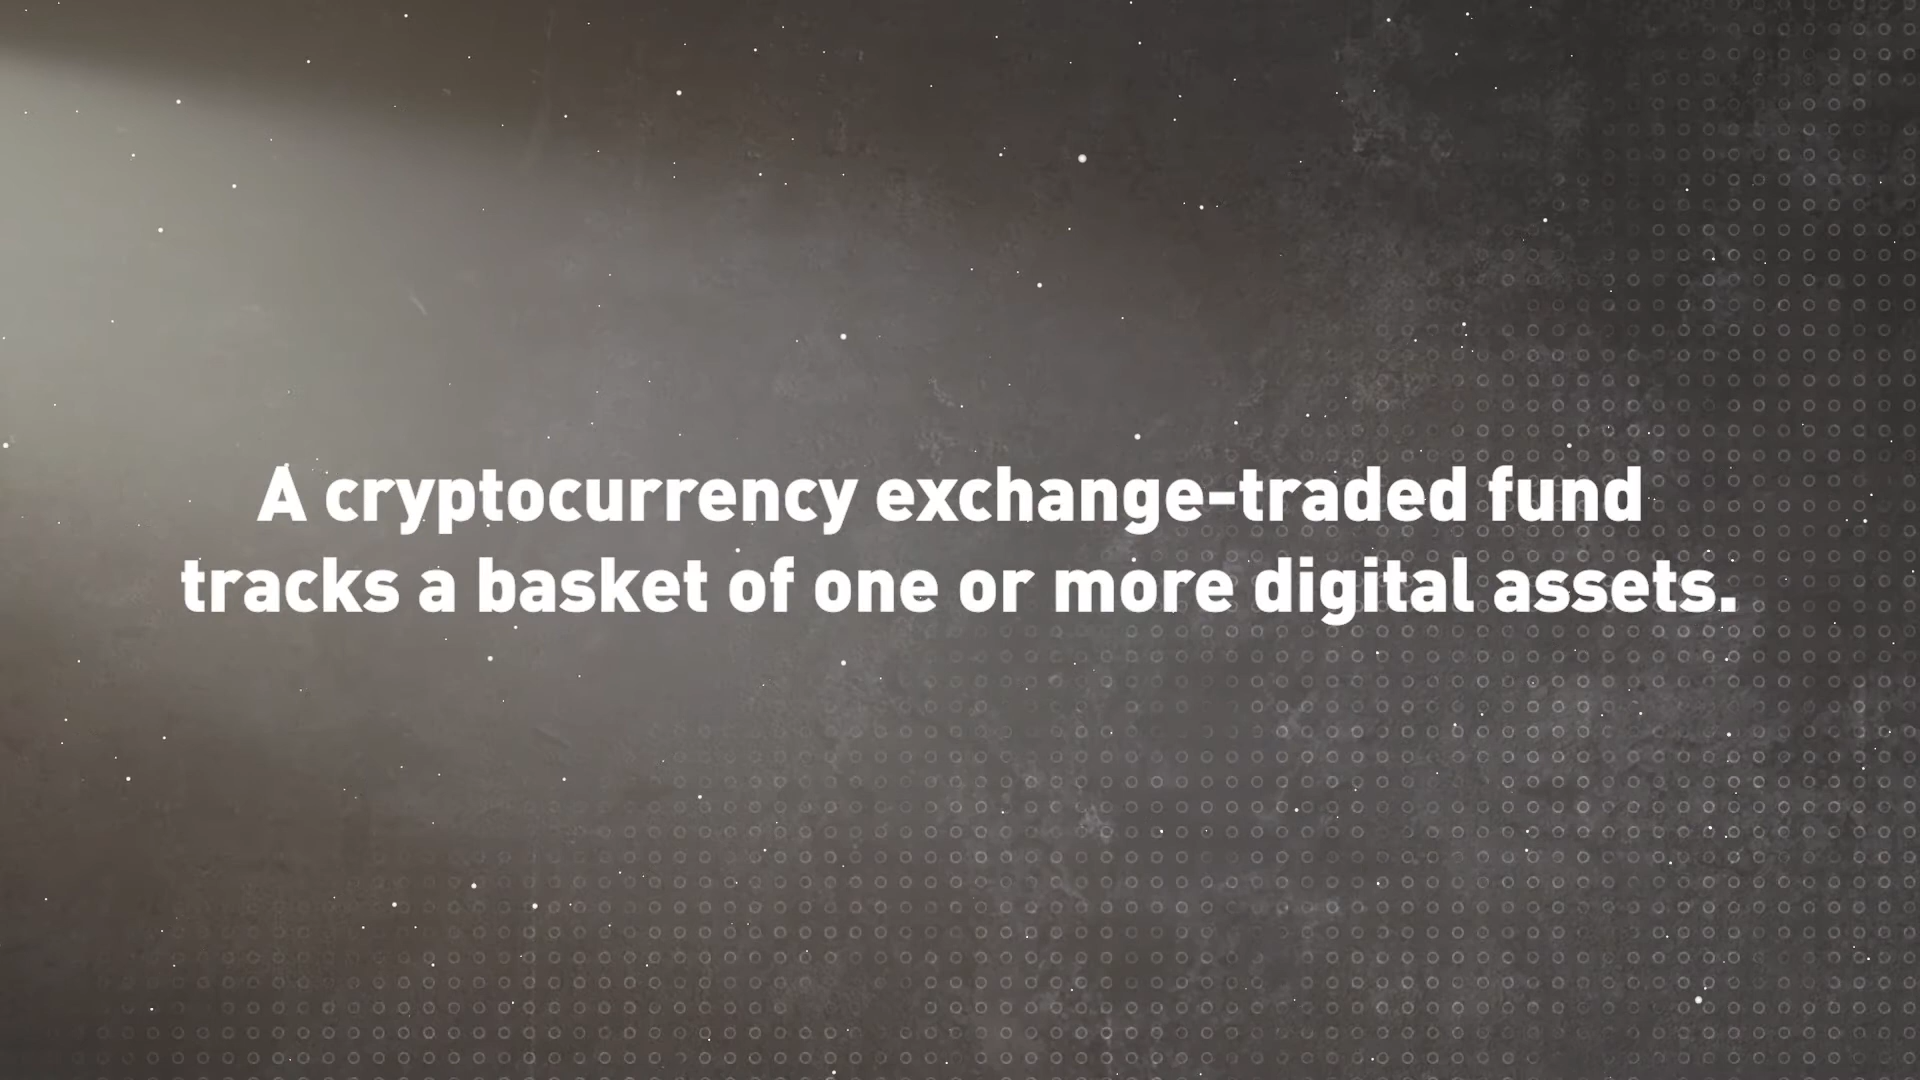 A cryptocurrency exchange-traded fund
tracks a basket of one or more digital assets.